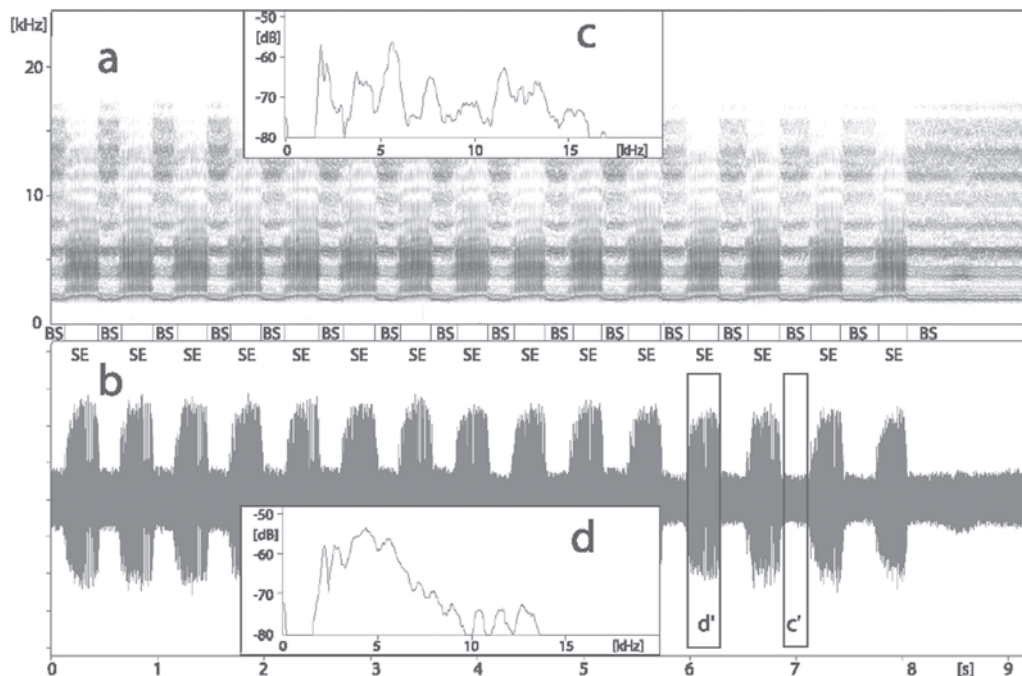 [kHz]
a
20
10
0
-50
[dB]
-60
-70
-80
c
0 5 10 15 [kHz]
BS BS BS BS BS BS BS BS BS BS BS BS BS BS BS BS
SE SE SE SE SE SE SE SE SE SE SE SE SE SE SE
b
-50
[dB]
-60
-70
-80
d
0 5 10 15 [kHz]
d' c'
0 1 2 3 4 5 6 7 8 [s] 9